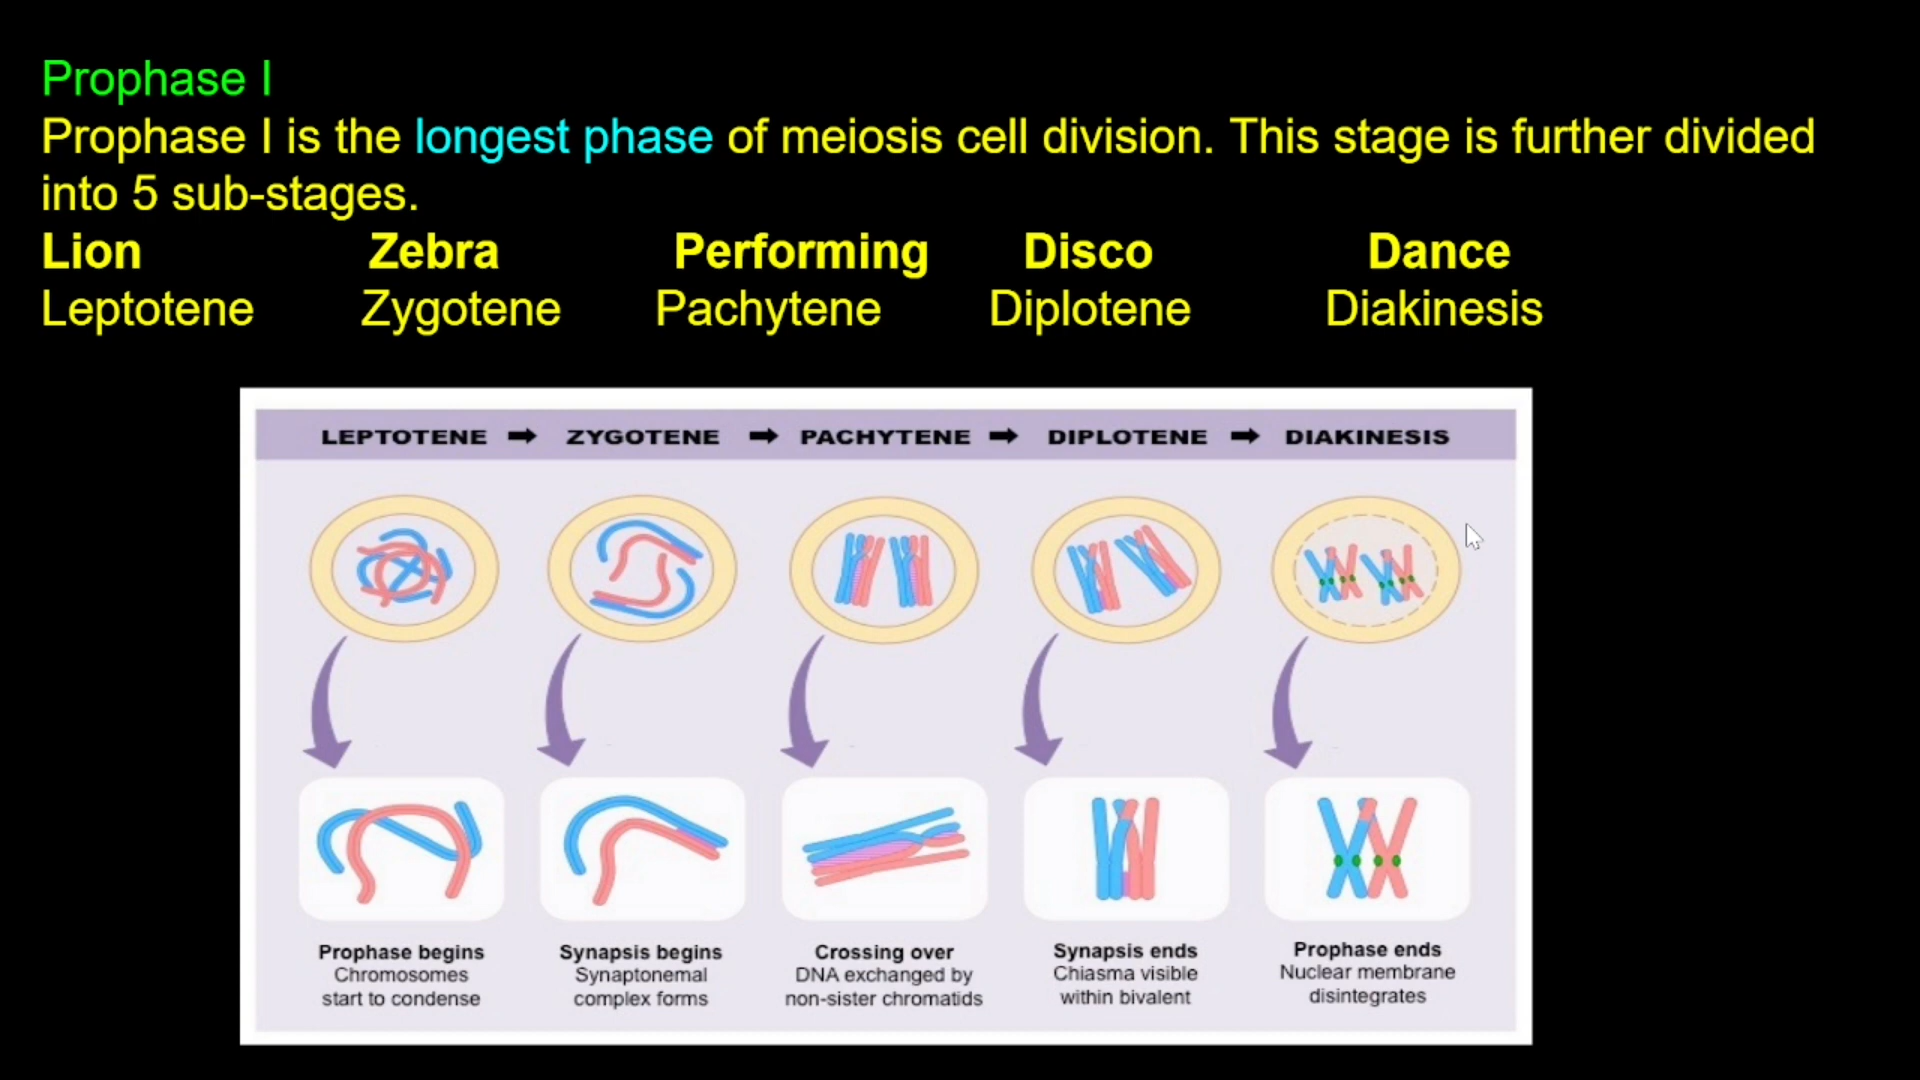 Prophase I
Prophase I is the longest phase of meiosis cell division. This stage is further divided
into 5 sub-stages.
Lion Zebra Performing Disco Dance
Leptotene Zygotene Pachytene Diplotene Diakinesis
LEPTOTENE ➡ ZYGOTENE ➡ PACHYTENE ➡ DIPLOTENE ➡ DIAKINESIS
Prophase begins
Chromosomes
start to condense
Synapsis begins
Synaptonemal
complex forms
Crossing over
DNA exchanged by
non-sister chromatids
Synapsis ends
Chiasma visible
within bivalent
Prophase ends
Nuclear membrane
disintegrates